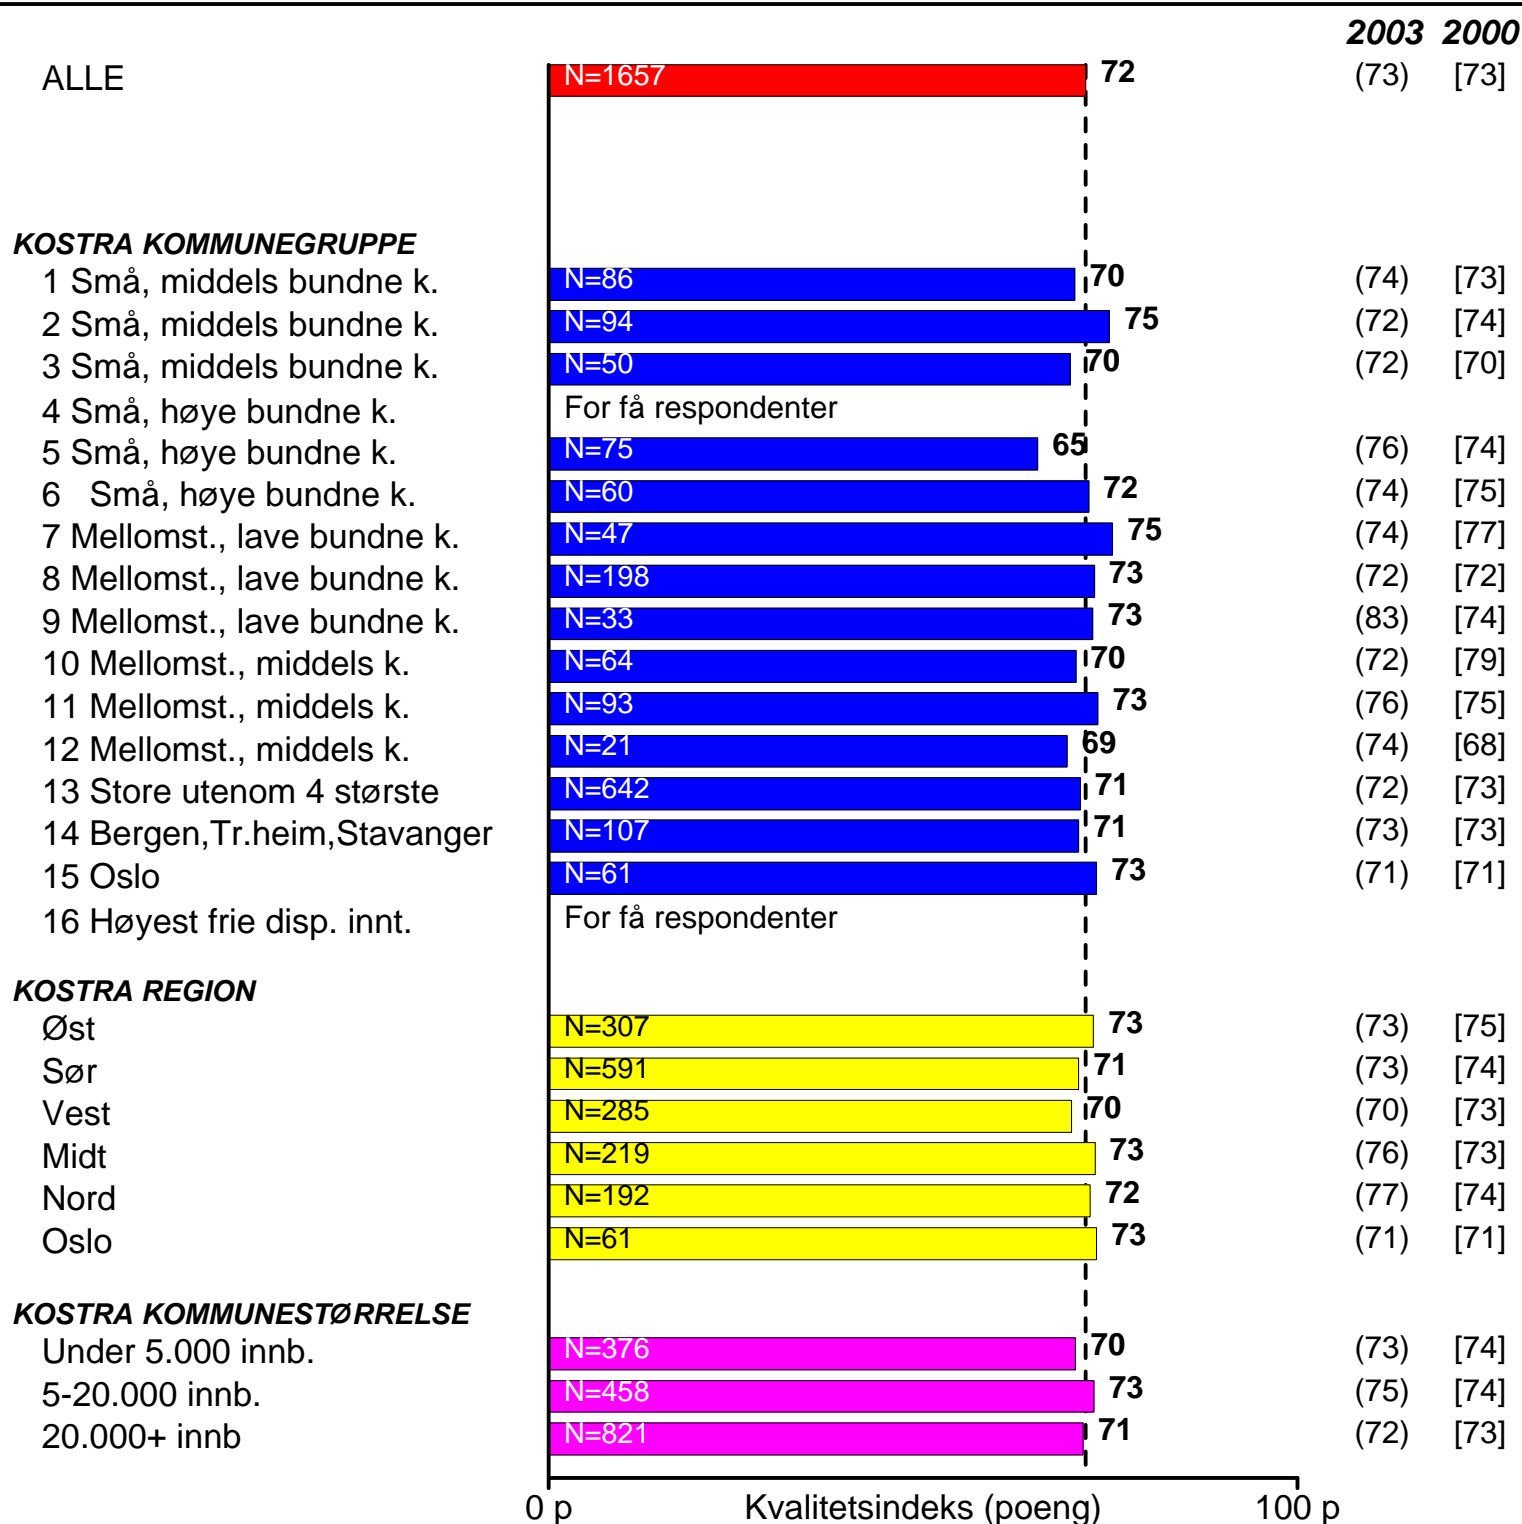 2003 2000
ALLE N=1657 72 (73) [73]
KOSTRA KOMMUNEGRUPPE
1 Små, middels bundne k. N=86 70 (74) [73]
2 Små, middels bundne k. N=94 75 (72) [74]
3 Små, middels bundne k. N=50 70 (72) [70]
4 Små, høye bundne k. For få respondenter
5 Små, høye bundne k. N=75 65 (76) [74]
6 Små, høye bundne k. N=60 72 (74) [75]
7 Mellomst., lave bundne k. N=47 75 (74) [77]
8 Mellomst., lave bundne k. N=198 73 (72) [72]
9 Mellomst., lave bundne k. N=33 73 (83) [74]
10 Mellomst., middels k. N=64 70 (72) [79]
11 Mellomst., middels k. N=93 73 (76) [75]
12 Mellomst., middels k. N=21 69 (74) [68]
13 Store utenom 4 største N=642 71 (72) [73]
14 Bergen,Tr.heim,Stavanger N=107 71 (73) [73]
15 Oslo N=61 73 (71) [71]
16 Høyest frie disp. innt. For få respondenter
KOSTRA REGION
Øst N=307 73 (73) [75]
Sør N=591 71 (73) [74]
Vest N=285 70 (70) [73]
Midt N=219 73 (76) [73]
Nord N=192 72 (77) [74]
Oslo N=61 73 (71) [71]
KOSTRA KOMMUNESTØRRELSE
Under 5.000 innb. N=376 70 (73) [74]
5-20.000 innb. N=458 73 (75) [74]
20.000+ innb N=821 71 (72) [73]
0 p Kvalitetsindeks (poeng) 100 p